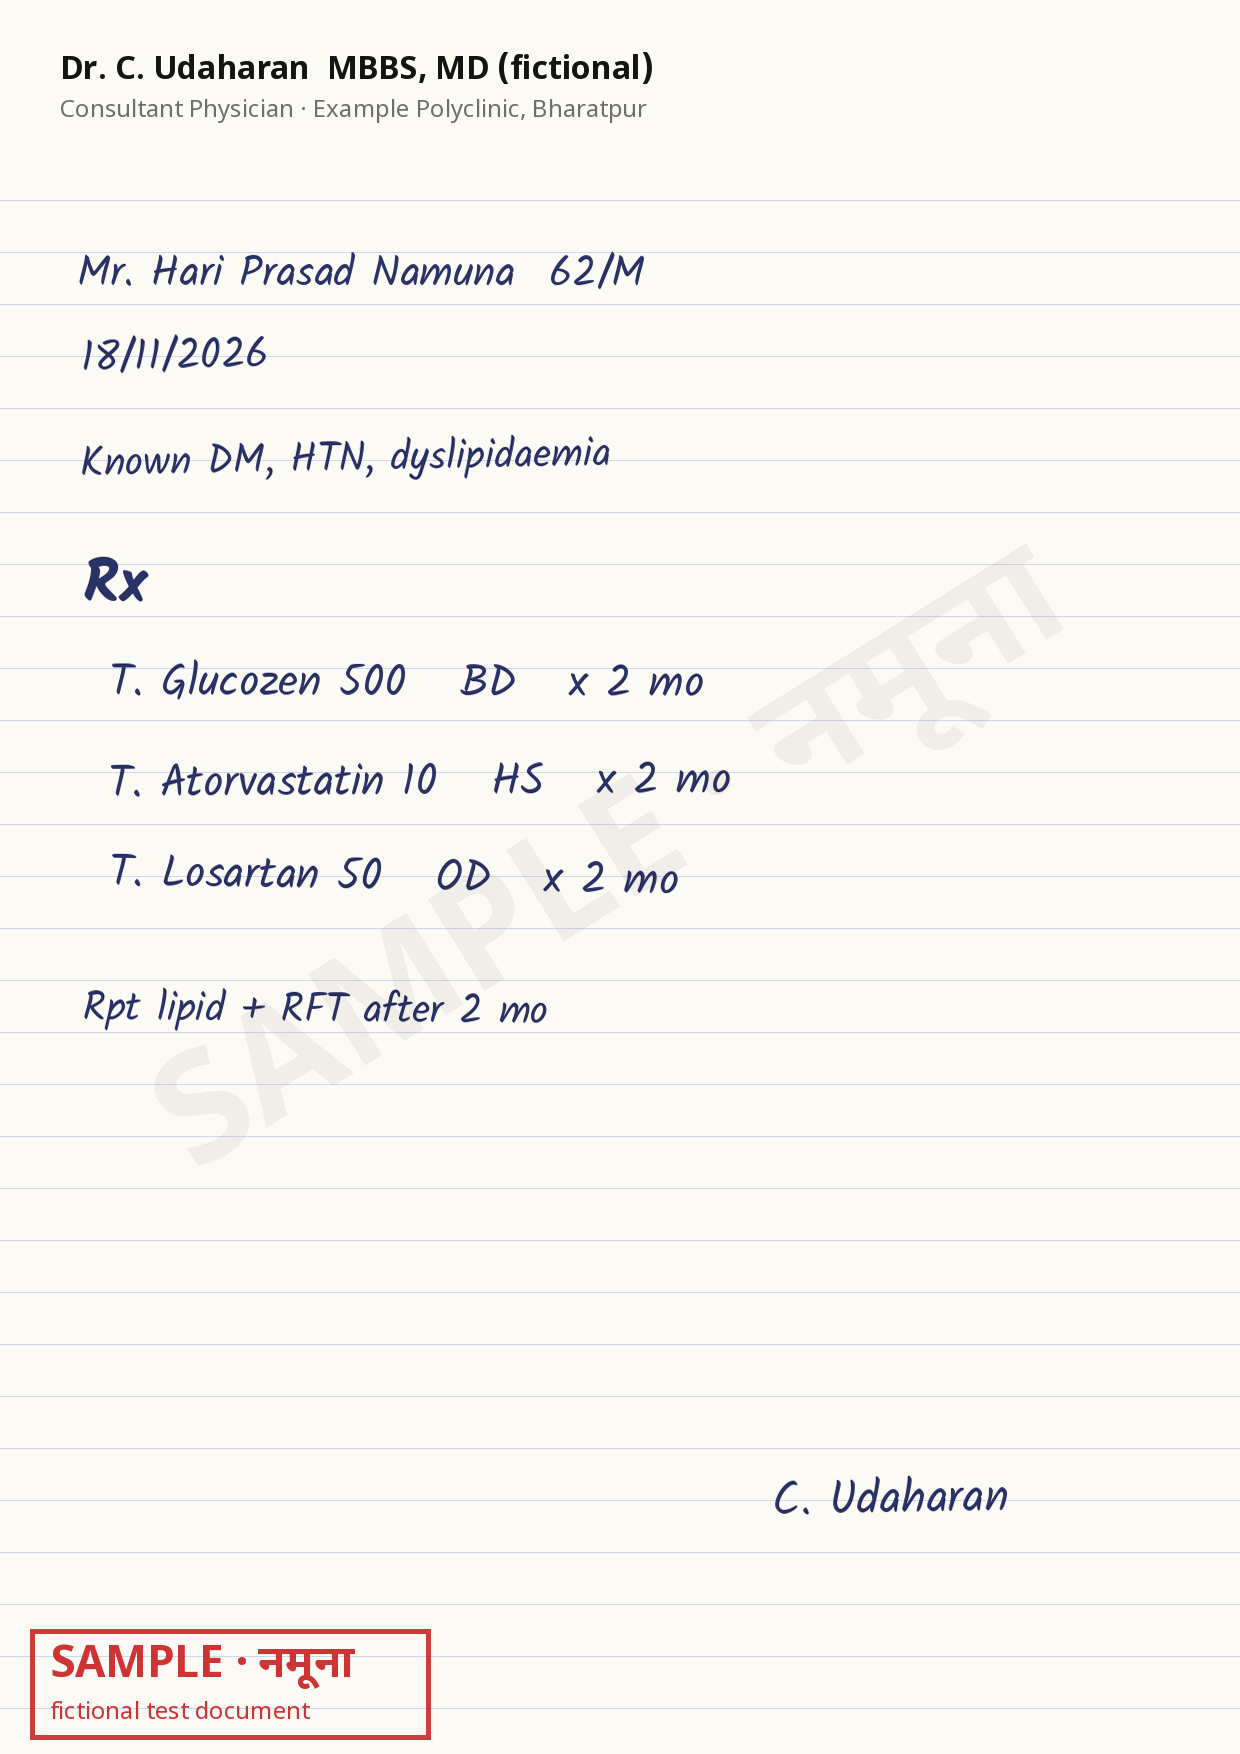 Dr. C. Udaharan MBBS, MD (fictional)
Consultant Physician · Example Polyclinic, Bharatpur
Mr. Hari Prasad Namuna 62/M
18/11/2026
Known DM, HTN, dyslipidaemia
Rx
T. Glucozen 500 BD x 2 mo
T. Atorvastatin 10 HS x 2 mo
T. Losartan 50 OD x 2 mo
Rpt lipid + RFT after 2 mo
SAMPLE नमूना
C. Udaharan
SAMPLE · नमूना
fictional test document